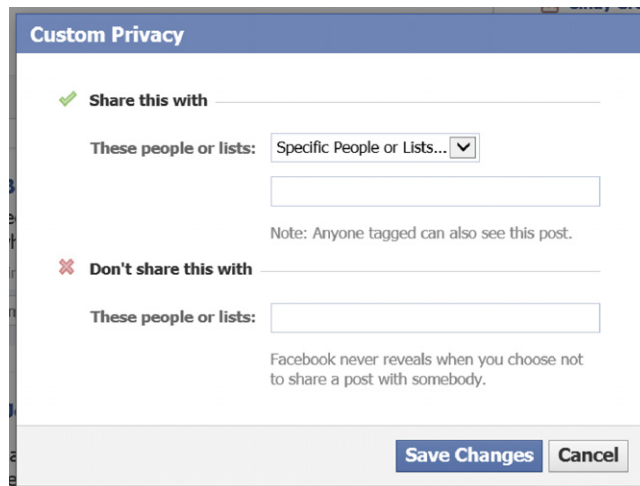 Custom Privacy
Share this with
These people or lists: Specific People or Lists...
Note: Anyone tagged can also see this post.
Don't share this with
These people or lists:
Facebook never reveals when you choose not
to share a post with somebody.
Save Changes Cancel